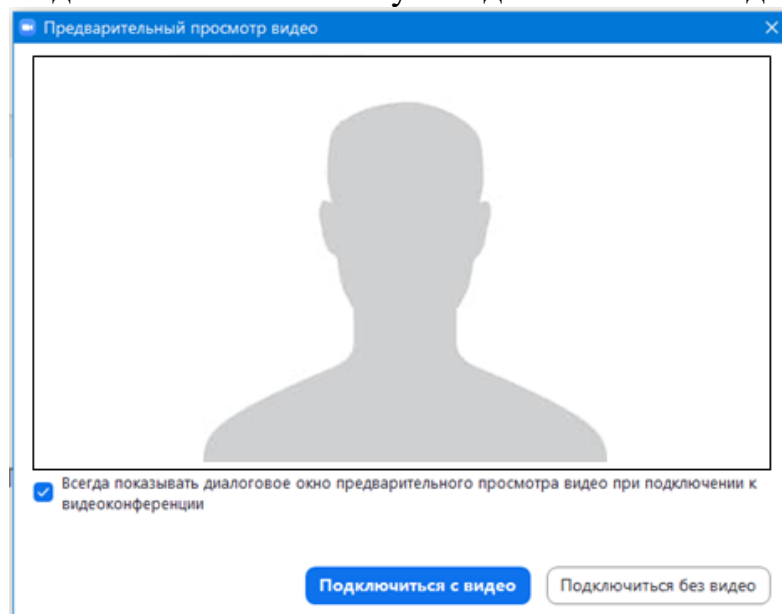 Предварительный просмотр видео
Всегда показывать диалоговое окно предварительного просмотра видео при подключении к
видеоконференции
Подключиться с видео Подключиться без видео